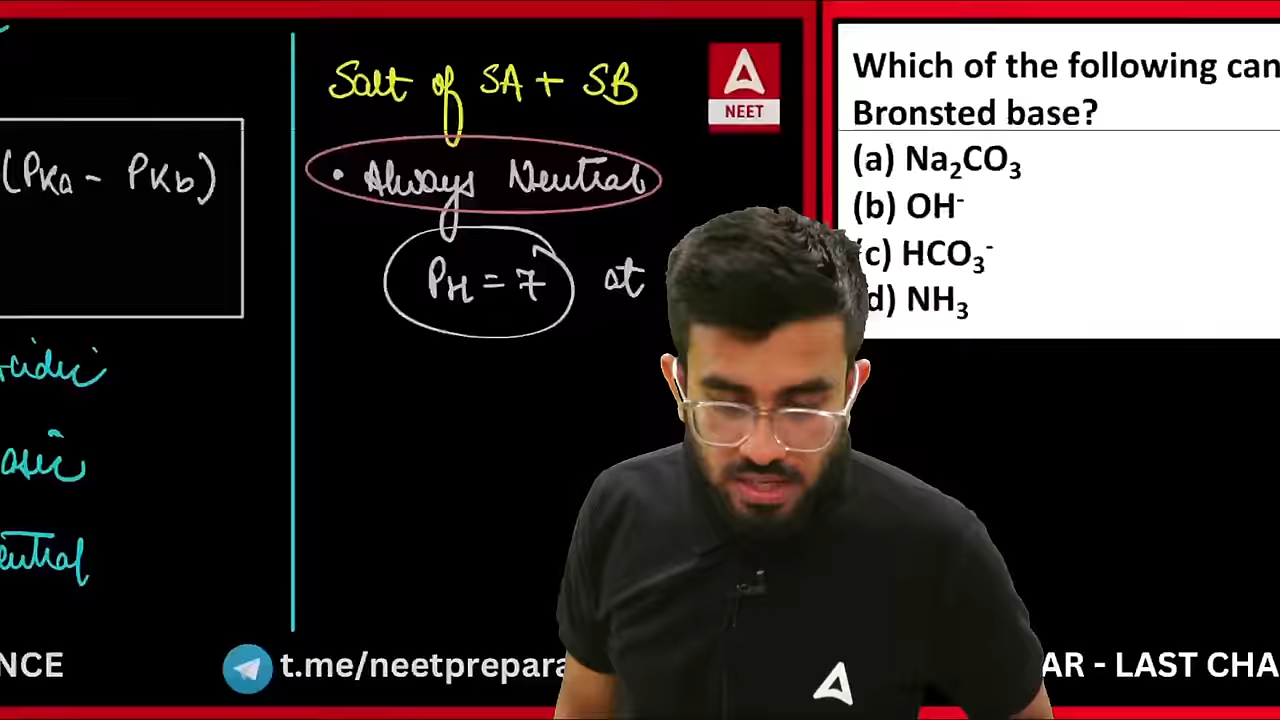 (PKa - PKb)
Salt of SA + SB
• Always Neutral
PH = 7 at
NEET
Which of the following can
Bronsted base?
(a) Na₂CO₃
(b) OH⁻
c) HCO₃⁻
d) NH₃
NCE
t.me/neetprepara
AR - LAST CHA